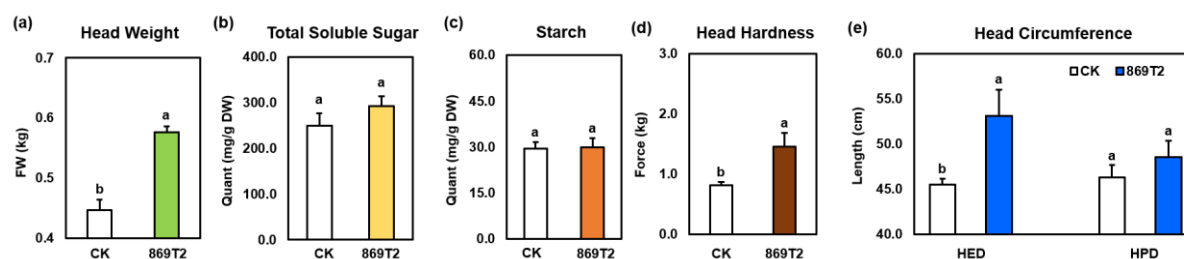 (a) Head Weight
0.7
0.6
0.5
0.4
FW (kg)
b
a
CK 869T2
(b) Total Soluble Sugar
400.0
300.0
200.0
100.0
0.0
Quant (mg/g DW)
a
a
CK 869T2
(c) Starch
60.0
45.0
30.0
15.0
0.0
Quant (mg/g DW)
a
a
CK 869T2
(d) Head Hardness
3.0
2.0
1.0
0.0
Force (kg)
b
a
CK 869T2
(e) Head Circumference
60.0
55.0
50.0
45.0
40.0
Length (cm)
CK 869T2
b
a
a
a
HED HPD